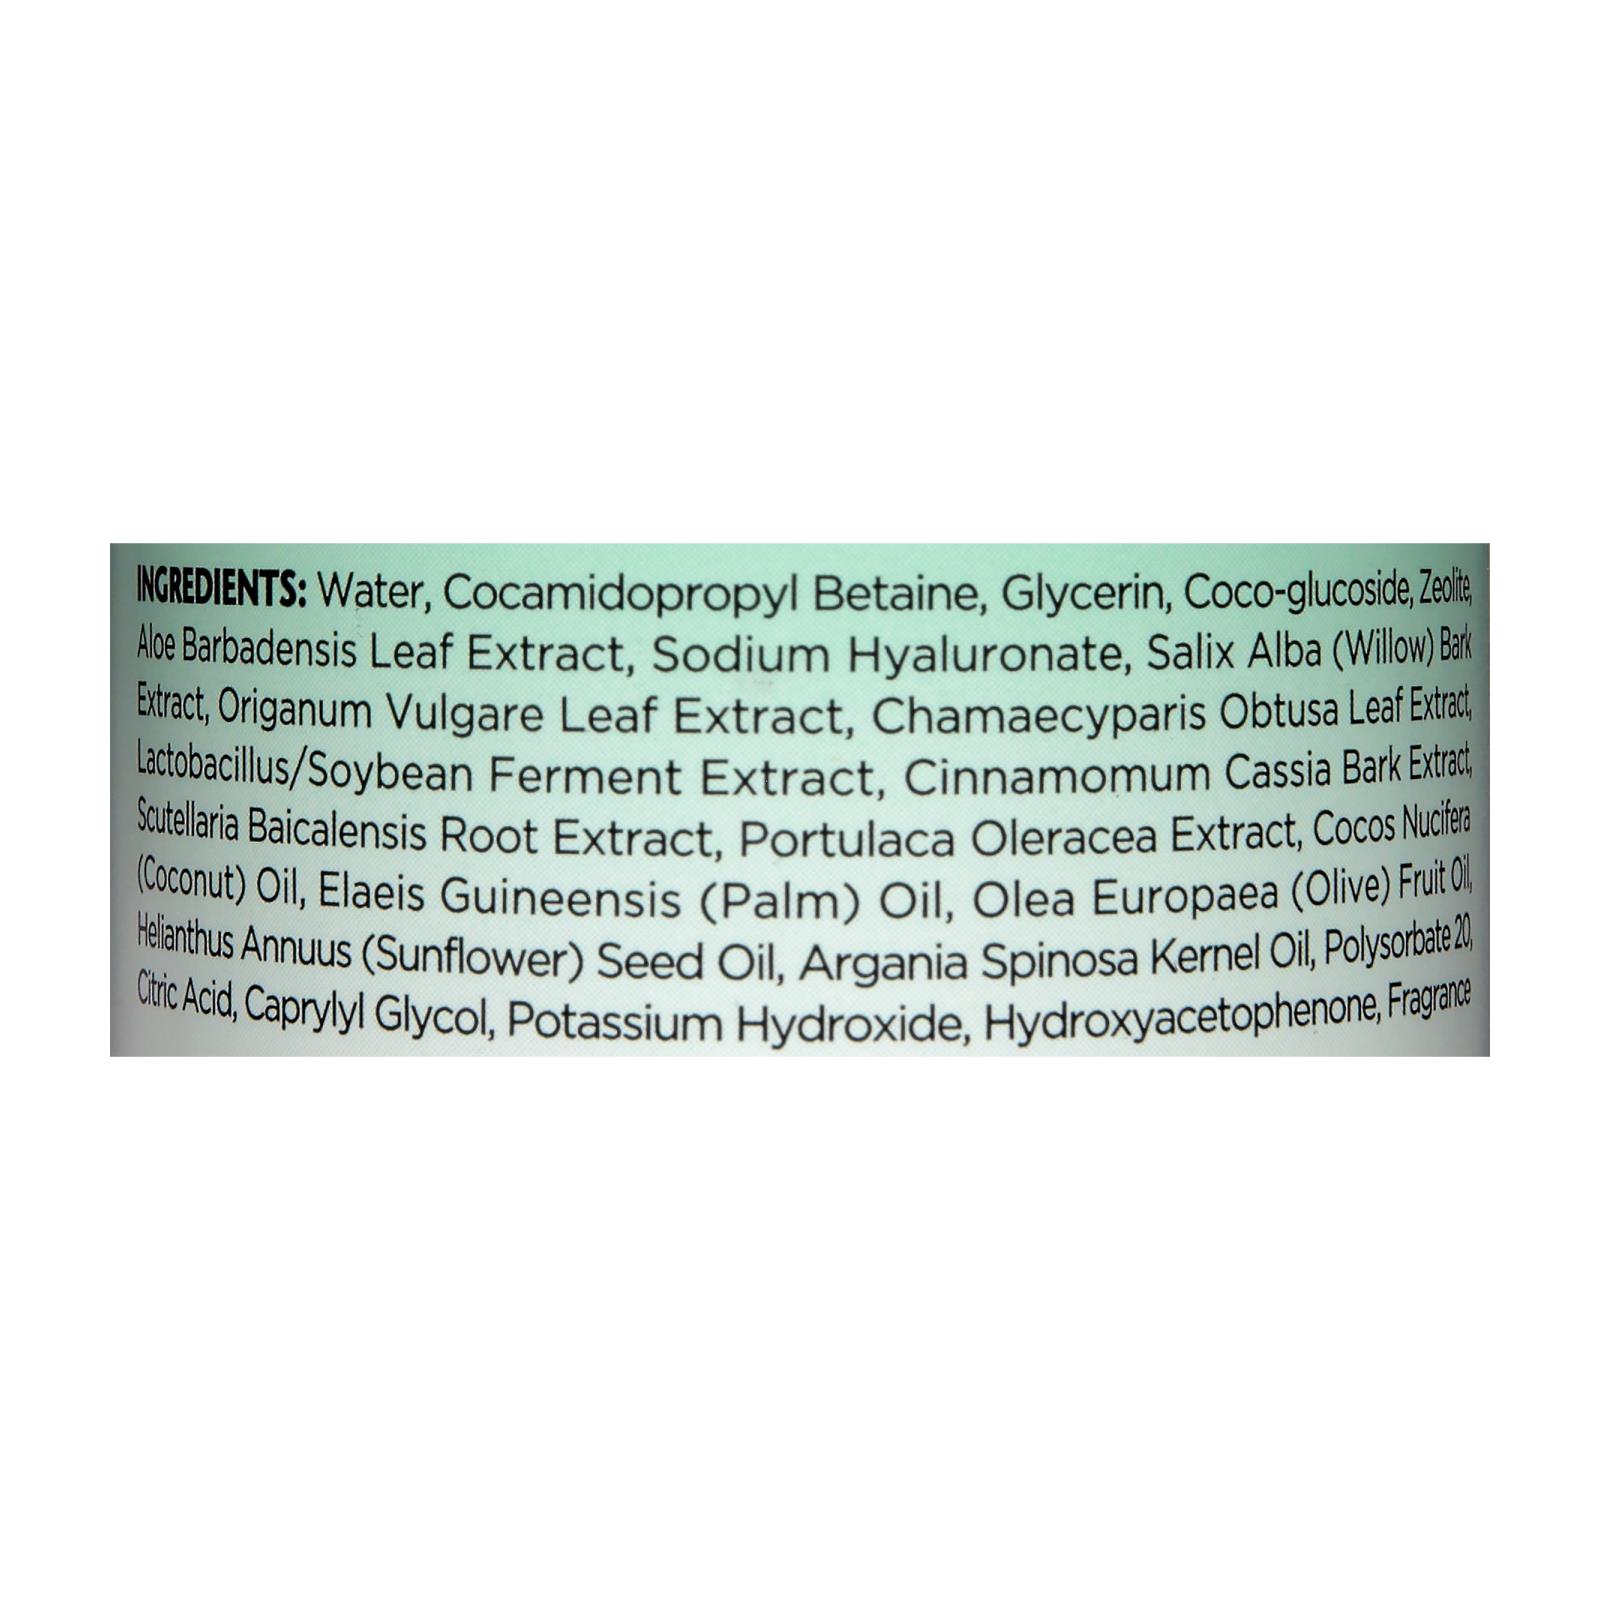 INGREDIENTS: Water, Cocamidopropyl Betaine, Glycerin, Coco-glucoside, Zeolite,
Aloe Barbadensis Leaf Extract, Sodium Hyaluronate, Salix Alba (Willow) Bark
Extract, Origanum Vulgare Leaf Extract, Chamaecyparis Obtusa Leaf Extract,
Lactobacillus/Soybean Ferment Extract, Cinnamomum Cassia Bark Extract,
Scutellaria Baicalensis Root Extract, Portulaca Oleracea Extract, Cocos Nucifera
(Coconut) Oil, Elaeis Guineensis (Palm) Oil, Olea Europaea (Olive) Fruit Oil,
Helianthus Annuus (Sunflower) Seed Oil, Argania Spinosa Kernel Oil, Polysorbate 20,
Citric Acid, Caprylyl Glycol, Potassium Hydroxide, Hydroxyacetophenone, Fragrance